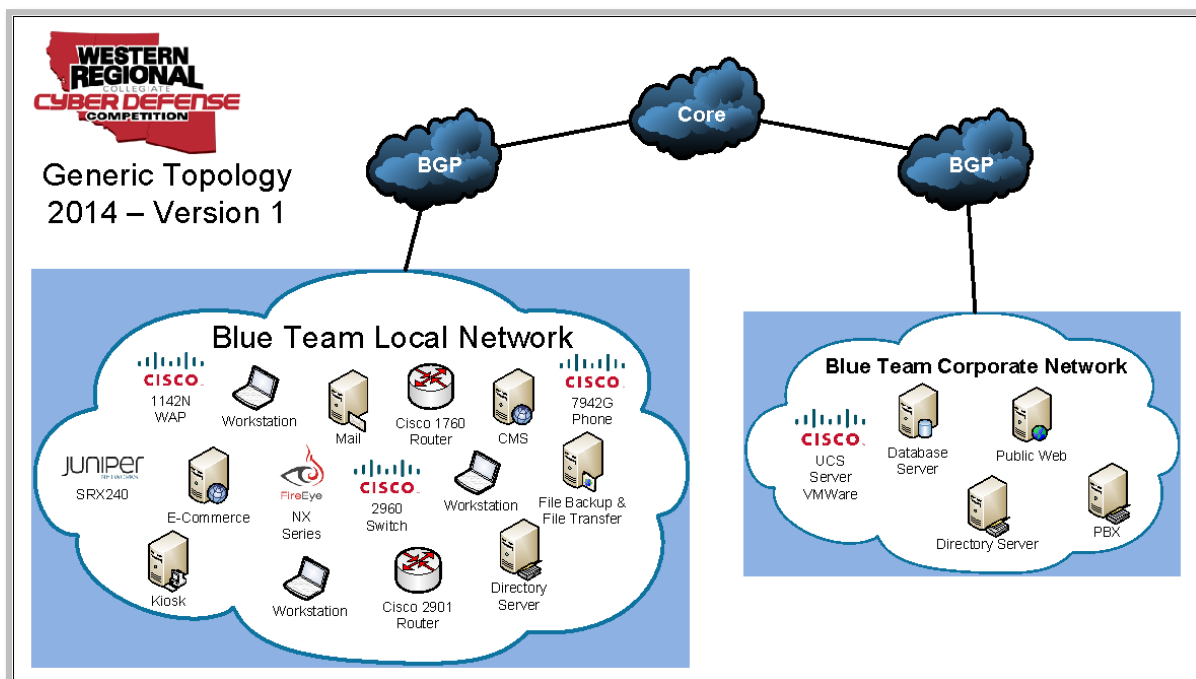 WESTERN
REGIONAL
COLLEGIATE
CYBER DEFENSE
COMPETITION
Generic Topology
2014 – Version 1
BGP
Core
BGP
Blue Team Local Network
CISCO
1142N
WAP
Workstation
Mail
Cisco 1760
Router
CMS
CISCO
7942G
Phone
JUNIPER
NETWORKS
SRX240
E-Commerce
FireEye
NX
Series
CISCO
2960
Switch
Workstation
File Backup &
File Transfer
Kiosk
Workstation
Cisco 2901
Router
Directory
Server
Blue Team Corporate Network
CISCO
UCS
Server
VMWare
Database
Server
Public Web
Directory Server
PBX